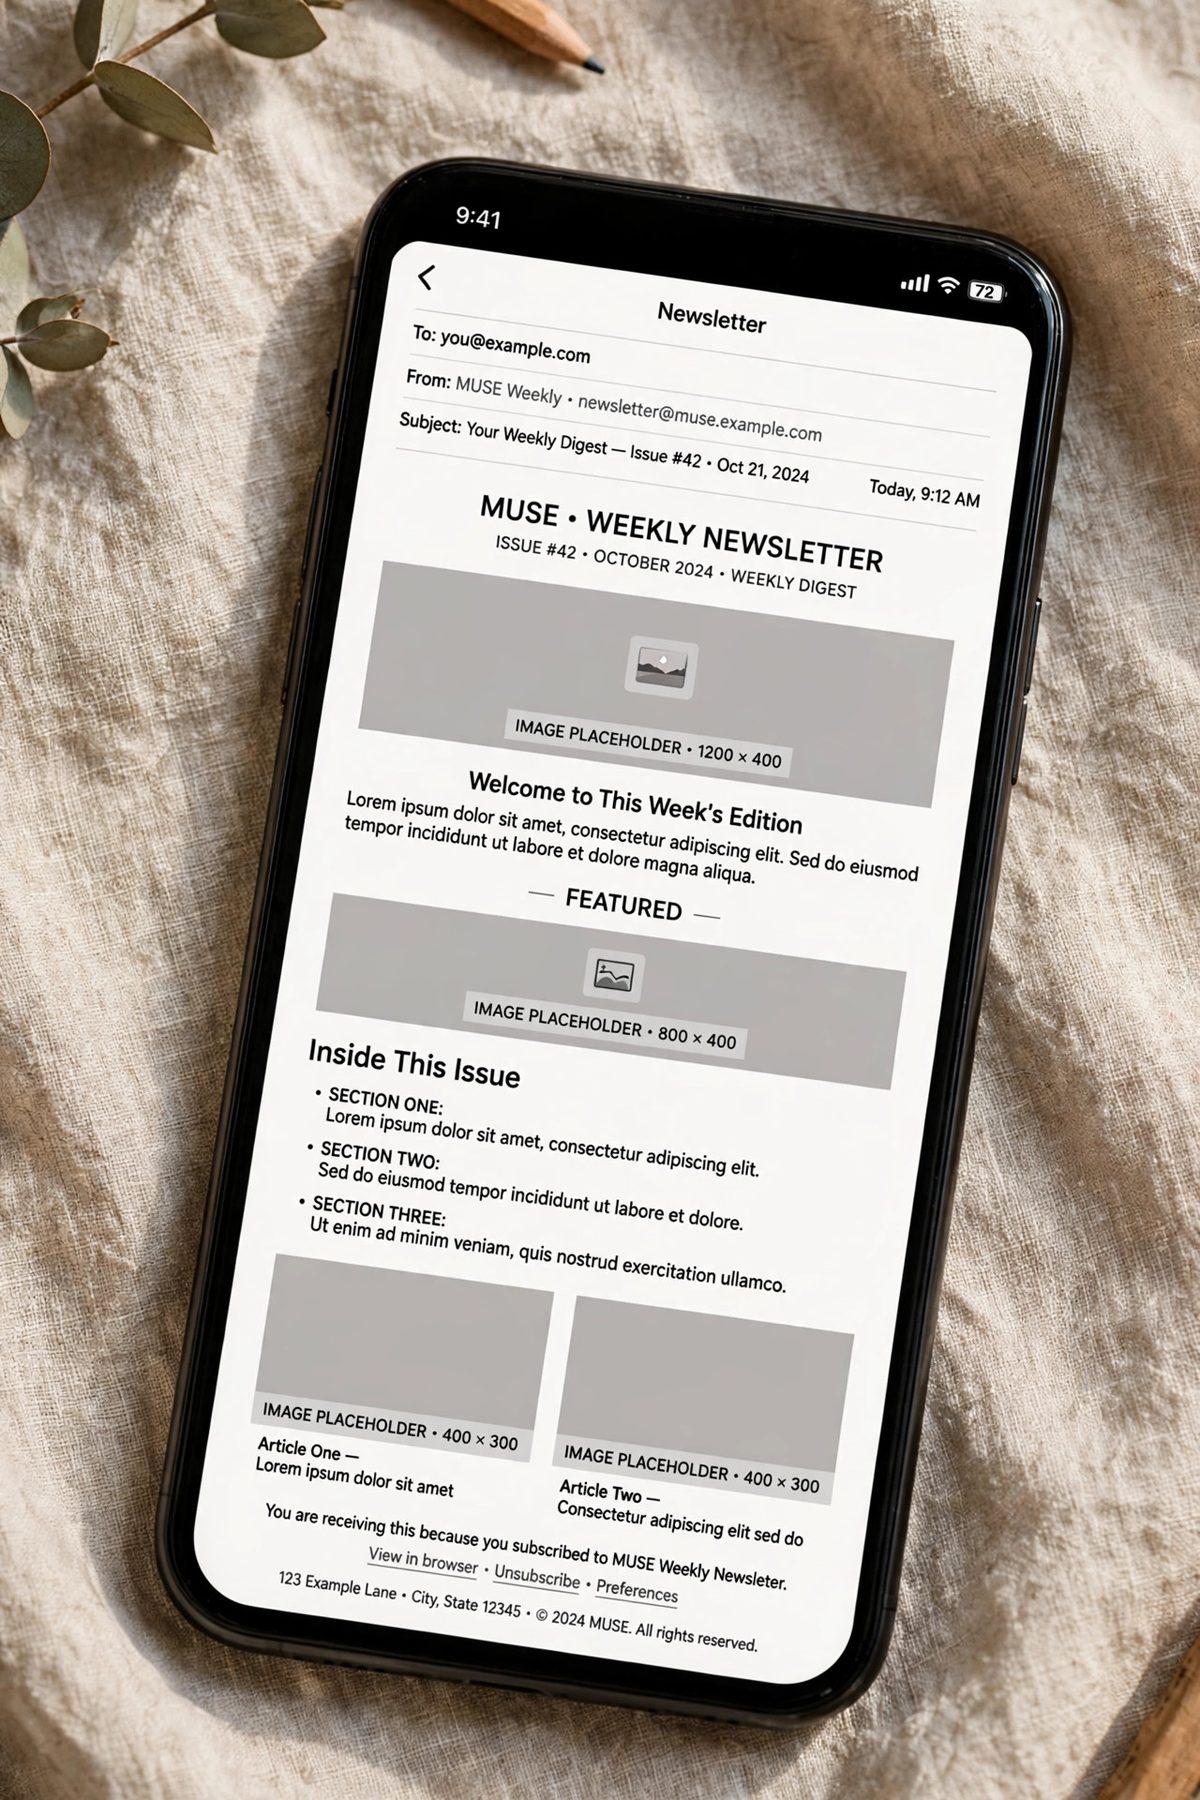 9:41
72
Newsletter
To: you@example.com
From: MUSE Weekly • newsletter@muse.example.com
Subject: Your Weekly Digest — Issue #42 • Oct 21, 2024
Today, 9:12 AM
MUSE • WEEKLY NEWSLETTER
ISSUE #42 • OCTOBER 2024 • WEEKLY DIGEST
IMAGE PLACEHOLDER • 1200 × 400
Welcome to This Week's Edition
Lorem ipsum dolor sit amet, consectetur adipiscing elit. Sed do eiusmod
tempor incididunt ut labore et dolore magna aliqua.
— FEATURED —
IMAGE PLACEHOLDER • 800 × 400
Inside This Issue
• SECTION ONE:
Lorem ipsum dolor sit amet, consectetur adipiscing elit.
• SECTION TWO:
Sed do eiusmod tempor incididunt ut labore et dolore.
• SECTION THREE:
Ut enim ad minim veniam, quis nostrud exercitation ullamco.
IMAGE PLACEHOLDER • 400 × 300
Article One —
Lorem ipsum dolor sit amet
IMAGE PLACEHOLDER • 400 × 300
Article Two —
Consectetur adipiscing elit sed do
You are receiving this because you subscribed to MUSE Weekly Newsleter.
View in browser • Unsubscribe • Preferences
123 Example Lane • City, State 12345 • © 2024 MUSE. All rights reserved.